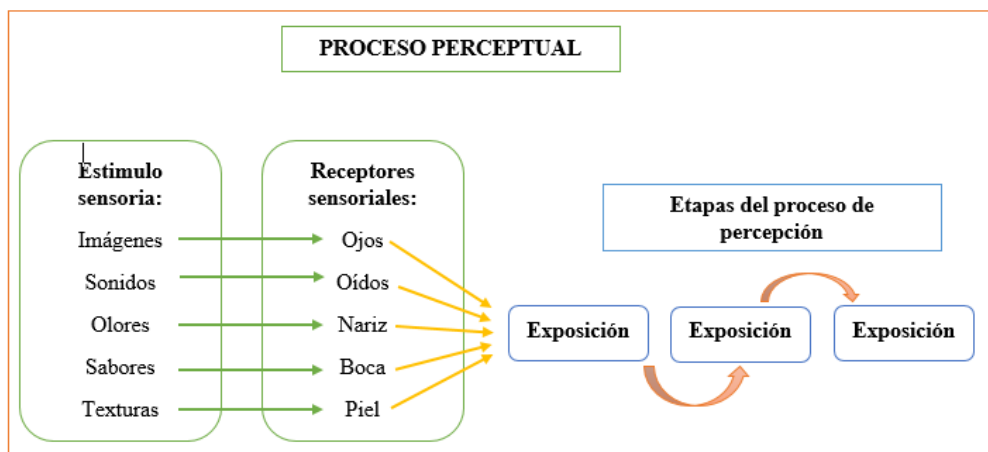 PROCESO PERCEPTUAL
Estimulo
sensoria:
Imágenes
Sonidos
Olores
Sabores
Texturas
Receptores
sensoriales:
Ojos
Oídos
Nariz
Boca
Piel
Etapas del proceso de
percepción
Exposición
Exposición
Exposición